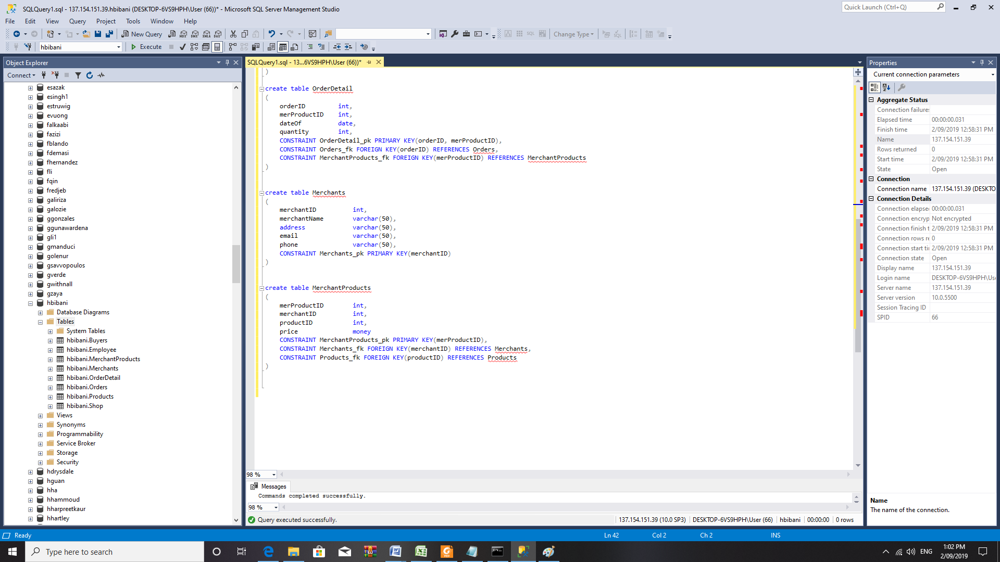 SQLQuery1.sql - 137.154.151.39.hbibani (DESKTOP-6VS9HPH\User (66))* - Microsoft SQL Server Management Studio
Quick Launch (Ctrl+Q)
File Edit View Query Project Tools Window Help
New Query
MDX DMX XMLA DAX
Change Type
hbibani
Execute
Object Explorer
Connect
esazak
esingh1
estruwig
evuong
falkaabi
fazizi
fblando
fdemasi
fhernandez
fli
fqin
fredjeb
galiriza
galozie
ggonzales
ggunawardena
gli1
gmanduci
golenur
gsavvopoulos
gverde
gwithnall
gzaya
hbibani
Database Diagrams
Tables
System Tables
hbibani.Buyers
hbibani.Employee
hbibani.MerchantProducts
hbibani.Merchants
hbibani.OrderDetail
hbibani.Orders
hbibani.Products
hbibani.Shop
Views
Synonyms
Programmability
Service Broker
Storage
Security
hdrysdale
hguan
hha
hhammoud
hharpreetkaur
hhartley
SQLQuery1.sql - 13...6VS9HPH\User (66))*
)
create table OrderDetail
(
orderID int,
merProductID int,
dateOf date,
quantity int,
CONSTRAINT OrderDetail_pk PRIMARY KEY(orderID, merProductID),
CONSTRAINT Orders_fk FOREIGN KEY(orderID) REFERENCES Orders,
CONSTRAINT MerchantProducts_fk FOREIGN KEY(merProductID) REFERENCES MerchantProducts
)
create table Merchants
(
merchantID int,
merchantName varchar(50),
address varchar(50),
email varchar(50),
phone varchar(50),
CONSTRAINT Merchants_pk PRIMARY KEY(merchantID)
)
create table MerchantProducts
(
merProductID int,
merchantID int,
productID int,
price money
CONSTRAINT MerchantProducts_pk PRIMARY KEY(merProductID),
CONSTRAINT Merchants_fk FOREIGN KEY(merchantID) REFERENCES Merchants,
CONSTRAINT Products_fk FOREIGN KEY(productID) REFERENCES Products
)
98 %
Messages
Commands completed successfully.
98 %
Query executed successfully.
137.154.151.39 (10.0 SP3) DESKTOP-6VS9HPH\User (66) hbibani 00:00:00 0 rows
Properties
Current connection parameters
Aggregate Status
Connection failures
Elapsed time 00:00:00.031
Finish time 2/09/2019 12:58:31 PM
Name 137.154.151.39
Rows returned 0
Start time 2/09/2019 12:58:31 PM
State Open
Connection
Connection name 137.154.151.39 (DESKTO
Connection Details
Connection elapse 00:00:00.031
Connection encryp Not encrypted
Connection finish t 2/09/2019 12:58:31 PM
Connection rows re 0
Connection start tii 2/09/2019 12:58:31 PM
Connection state Open
Display name 137.154.151.39
Login name DESKTOP-6VS9HPH\Us
Server name 137.154.151.39
Server version 10.0.5500
Session Tracing ID
SPID 66
Name
The name of the connection.
Ready
Ln 42 Col 2 Ch 2 INS
Type here to search
ENG
1:02 PM
2/09/2019